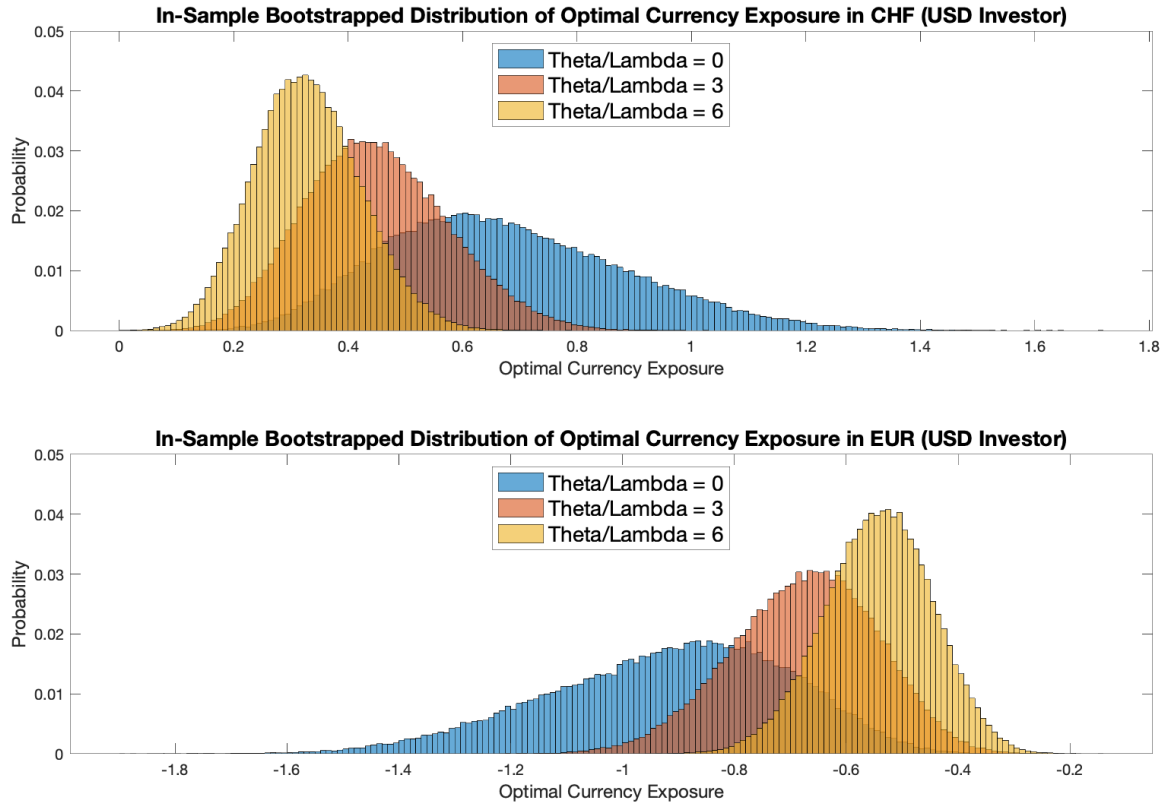 In-Sample Bootstrapped Distribution of Optimal Currency Exposure in CHF (USD Investor)
0.05
0.04
0.03
0.02
0.01
0
Probability
Theta/Lambda = 0
Theta/Lambda = 3
Theta/Lambda = 6
0 0.2 0.4 0.6 0.8 1 1.2 1.4 1.6 1.8
Optimal Currency Exposure
In-Sample Bootstrapped Distribution of Optimal Currency Exposure in EUR (USD Investor)
0.05
0.04
0.03
0.02
0.01
0
Probability
Theta/Lambda = 0
Theta/Lambda = 3
Theta/Lambda = 6
-1.8 -1.6 -1.4 -1.2 -1 -0.8 -0.6 -0.4 -0.2
Optimal Currency Exposure